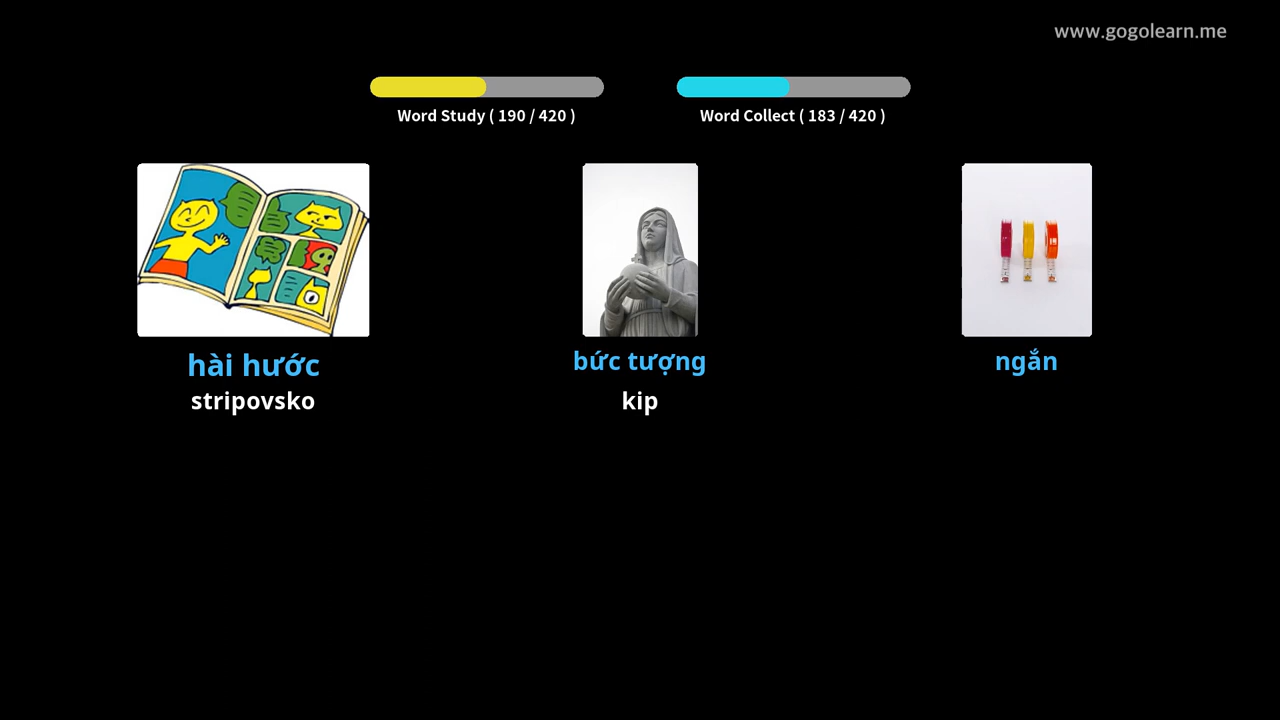 www.gogolearn.me
Word Study ( 190 / 420 )
Word Collect ( 183 / 420 )
hài hước
bức tượng
ngắn
stripovsko
kip